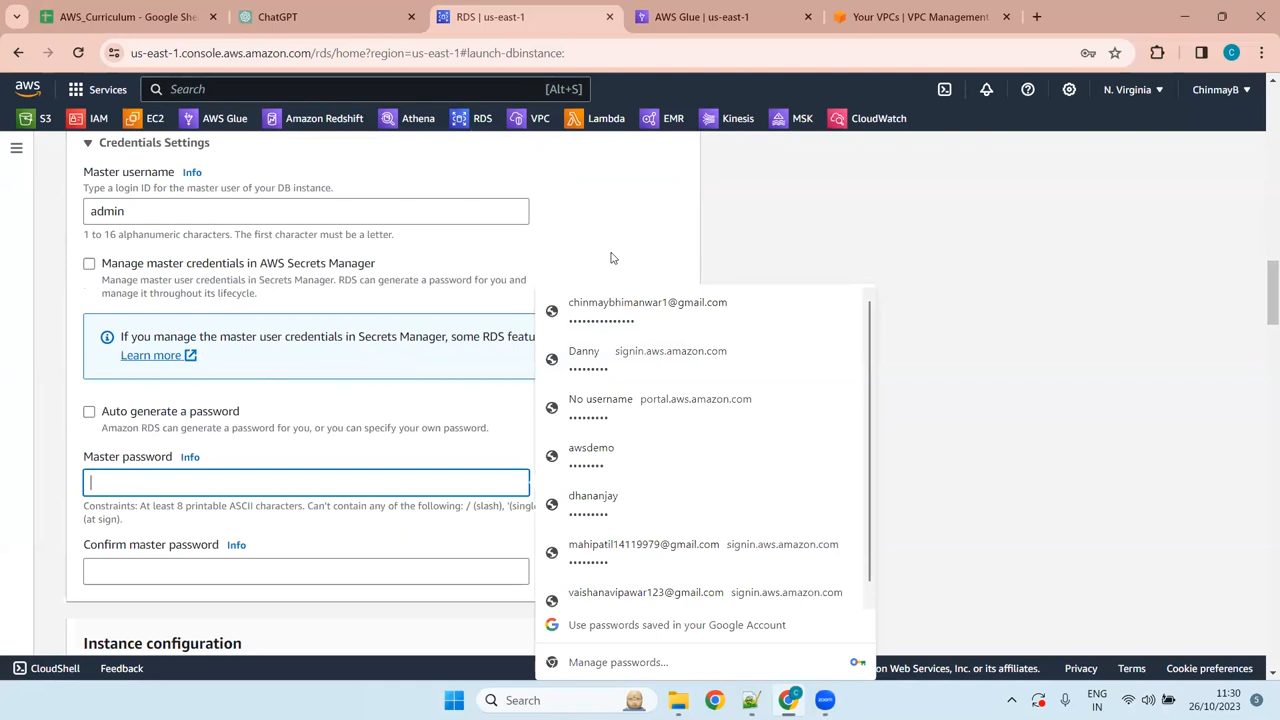 AWS_Curriculum - Google She
ChatGPT
RDS | us-east-1
AWS Glue | us-east-1
Your VPCs | VPC Management
us-east-1.console.aws.amazon.com/rds/home?region=us-east-1#launch-dbinstance:
aws
Services
Search
[Alt+S]
N. Virginia
ChinmayB
S3
IAM
EC2
AWS Glue
Amazon Redshift
Athena
RDS
VPC
Lambda
EMR
Kinesis
MSK
CloudWatch
Credentials Settings
Master username Info
Type a login ID for the master user of your DB instance.
admin
1 to 16 alphanumeric characters. The first character must be a letter.
Manage master credentials in AWS Secrets Manager
Manage master user credentials in Secrets Manager. RDS can generate a password for you and
manage it throughout its lifecycle.
If you manage the master user credentials in Secrets Manager, some RDS featu
Learn more
Auto generate a password
Amazon RDS can generate a password for you, or you can specify your own password.
Master password Info
Constraints: At least 8 printable ASCII characters. Can't contain any of the following: / (slash), '(singl
(at sign).
Confirm master password Info
Instance configuration
chinmaybhimanwar1@gmail.com
•••••••••••••••
Danny signin.aws.amazon.com
•••••••••
No username portal.aws.amazon.com
•••••••••
awsdemo
••••••••
dhananjay
•••••••••
mahipatil14119979@gmail.com signin.aws.amazon.com
•••••••••
vaishanavipawar123@gmail.com signin.aws.amazon.com
Use passwords saved in your Google Account
Manage passwords...
CloudShell
Feedback
on Web Services, Inc. or its affiliates.
Privacy
Terms
Cookie preferences
Search
C
zoom
ENG
IN
11:30
26/10/2023
5